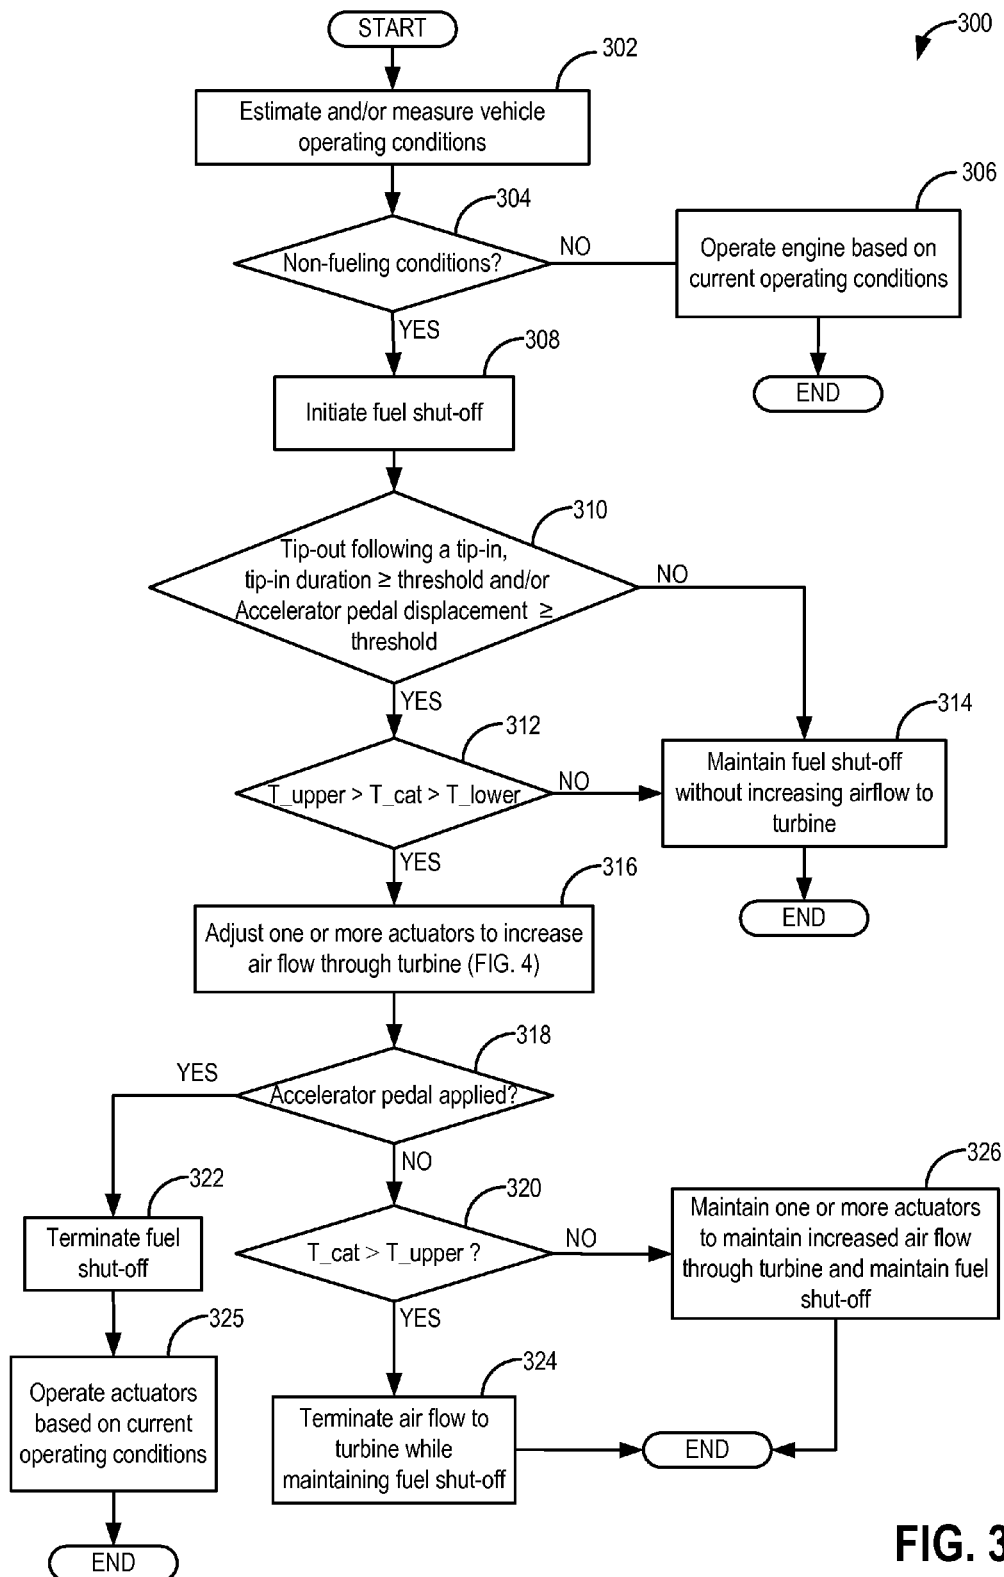 START
300
302
Estimate and/or measure vehicle
operating conditions
304
Non-fueling conditions?
NO
306
Operate engine based on
current operating conditions
END
YES
308
Initiate fuel shut-off
310
Tip-out following a tip-in,
tip-in duration ≥ threshold and/or
Accelerator pedal displacement ≥
threshold
NO
YES
312
T_upper > T_cat > T_lower
NO
314
Maintain fuel shut-off
without increasing airflow to
turbine
END
YES
316
Adjust one or more actuators to increase
air flow through turbine (FIG. 4)
318
Accelerator pedal applied?
YES
NO
322
Terminate fuel
shut-off
325
Operate actuators
based on current
operating conditions
END
320
T_cat > T_upper ?
NO
326
Maintain one or more actuators
to maintain increased air flow
through turbine and maintain fuel
shut-off
YES
324
Terminate air flow to
turbine while
maintaining fuel shut-off
END
FIG. 3